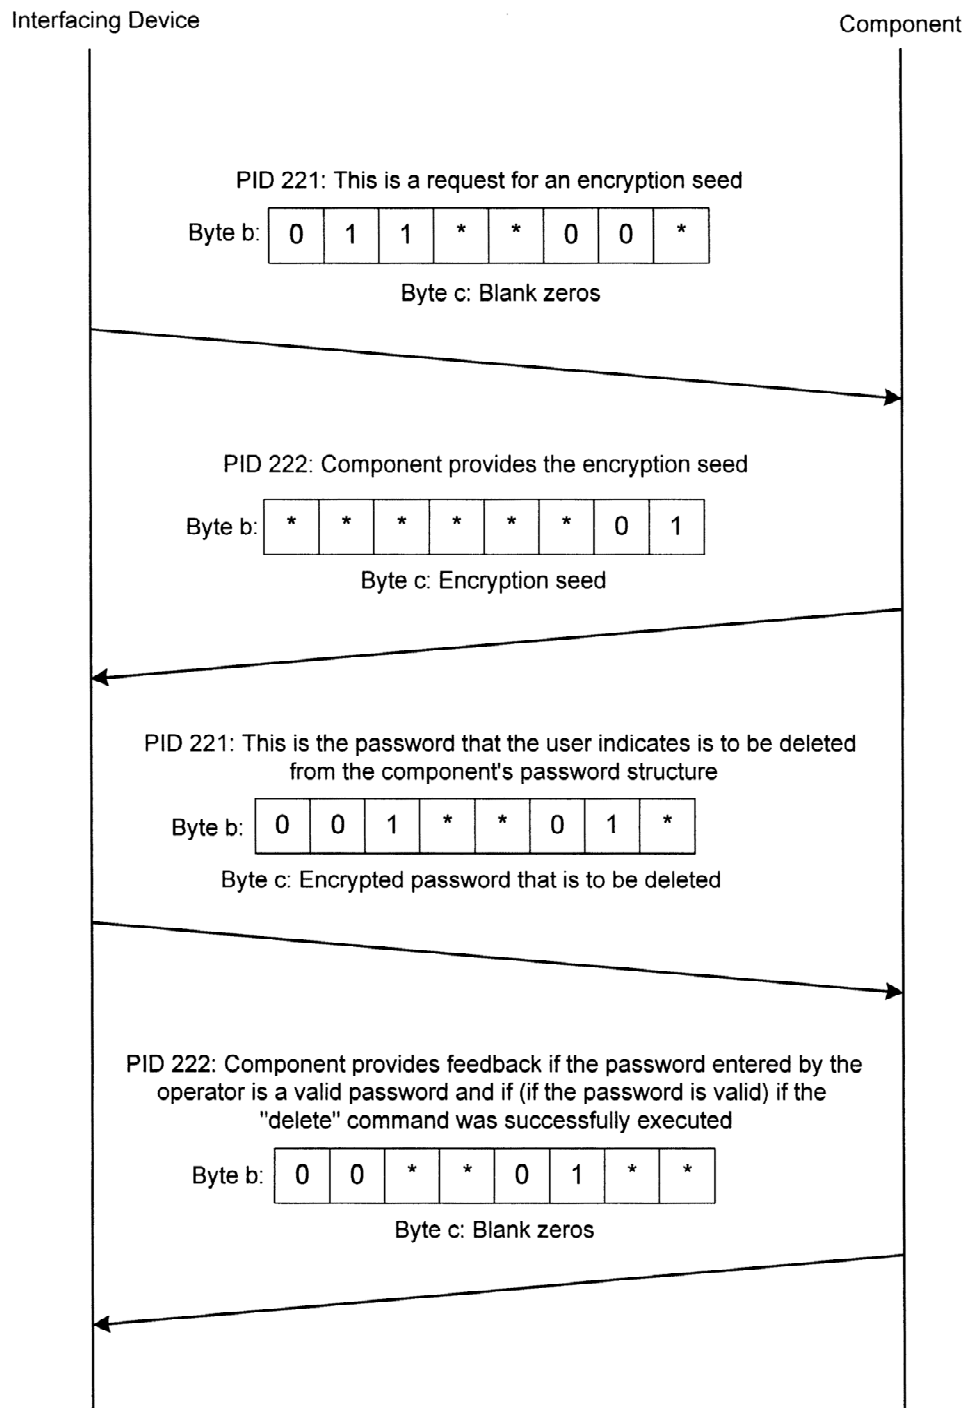 Interfacing Device
Component
PID 221: This is a request for an encryption seed
Byte b: 0 1 1 * * 0 0 *
Byte c: Blank zeros
PID 222: Component provides the encryption seed
Byte b: * * * * * * 0 1
Byte c: Encryption seed
PID 221: This is the password that the user indicates is to be deleted
from the component's password structure
Byte b: 0 0 1 * * 0 1 *
Byte c: Encrypted password that is to be deleted
PID 222: Component provides feedback if the password entered by the
operator is a valid password and if (if the password is valid) if the
"delete" command was successfully executed
Byte b: 0 0 * * 0 1 * *
Byte c: Blank zeros